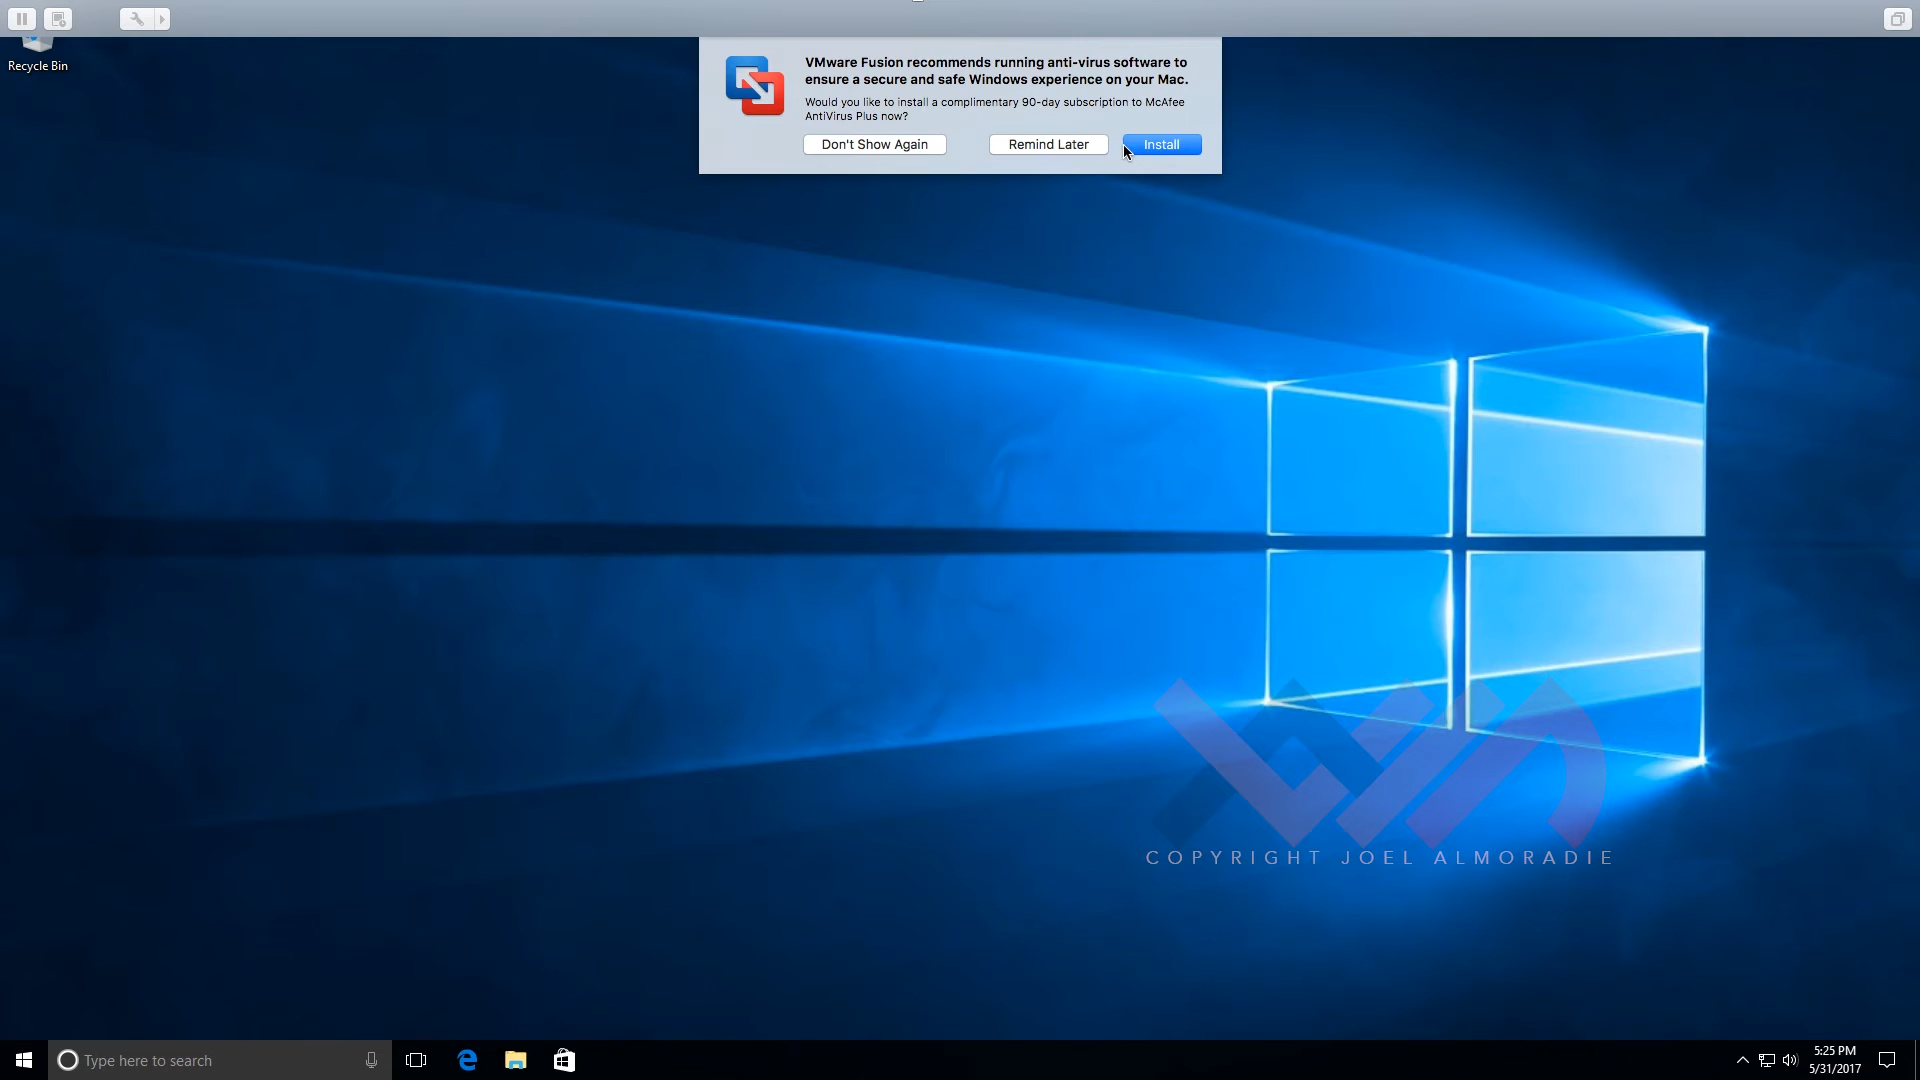 Recycle Bin
VMware Fusion recommends running anti-virus software to
ensure a secure and safe Windows experience on your Mac.
Would you like to install a complimentary 90-day subscription to McAfee
AntiVirus Plus now?
Don't Show Again
Remind Later
Install
COPYRIGHT JOEL ALMORADIE
Type here to search
5:25 PM
5/31/2017